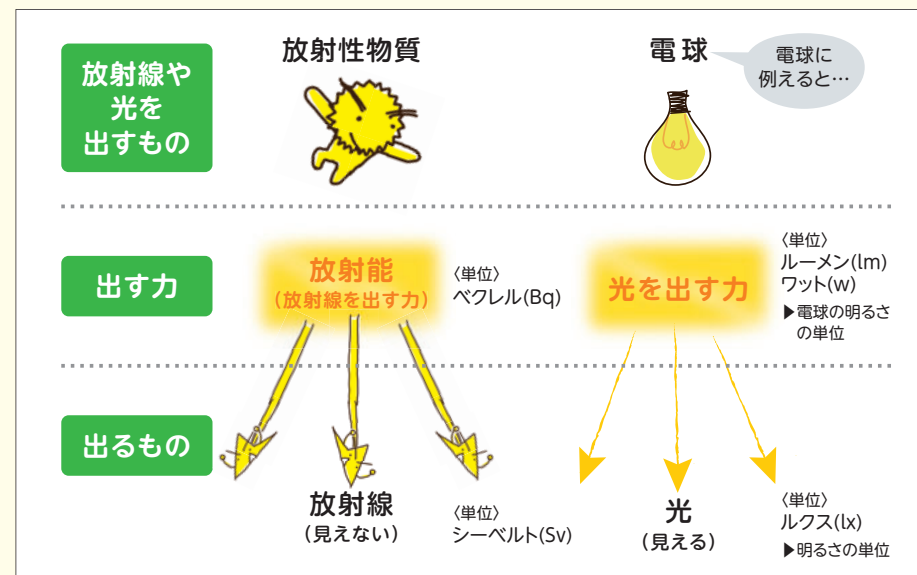 放射線や
光を
出すもの
放射性物質
電球
電球に
例えると…
出す力
放射能
(放射線を出す力)
〈単位〉
ベクレル(Bq)
光を出す力
〈単位〉
ルーメン(lm)
ワット(w)
▶電球の明るさ
の単位
出るもの
放射線
(見えない)
〈単位〉
シーベルト(Sv)
光
(見える)
〈単位〉
ルクス(lx)
▶明るさの単位